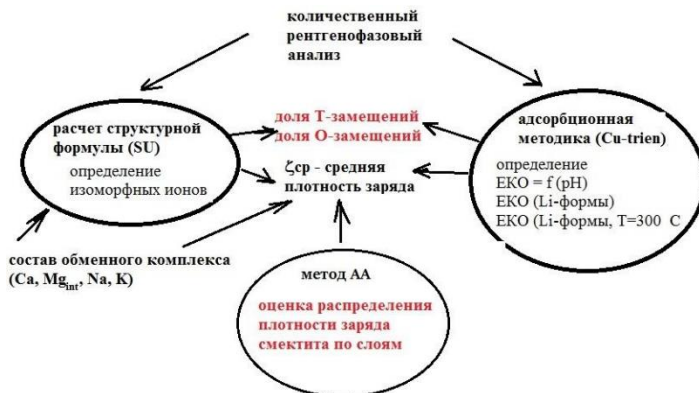 количественный
рентгенофазовый
анализ
расчет структурной
формулы (SU)
определение
изоморфных ионов
доля Т-замещений
доля О-замещений
ζср - средняя
плотность заряда
адсорбционная
методика (Cu-trien)
определение
ЕКО = f (pH)
ЕКО (Li-формы)
ЕКО (Li-формы, T=300 C
состав обменного комплекса
(Ca, Mgint, Na, K)
метод АА
оценка распределения
плотности заряда
смектита по слоям